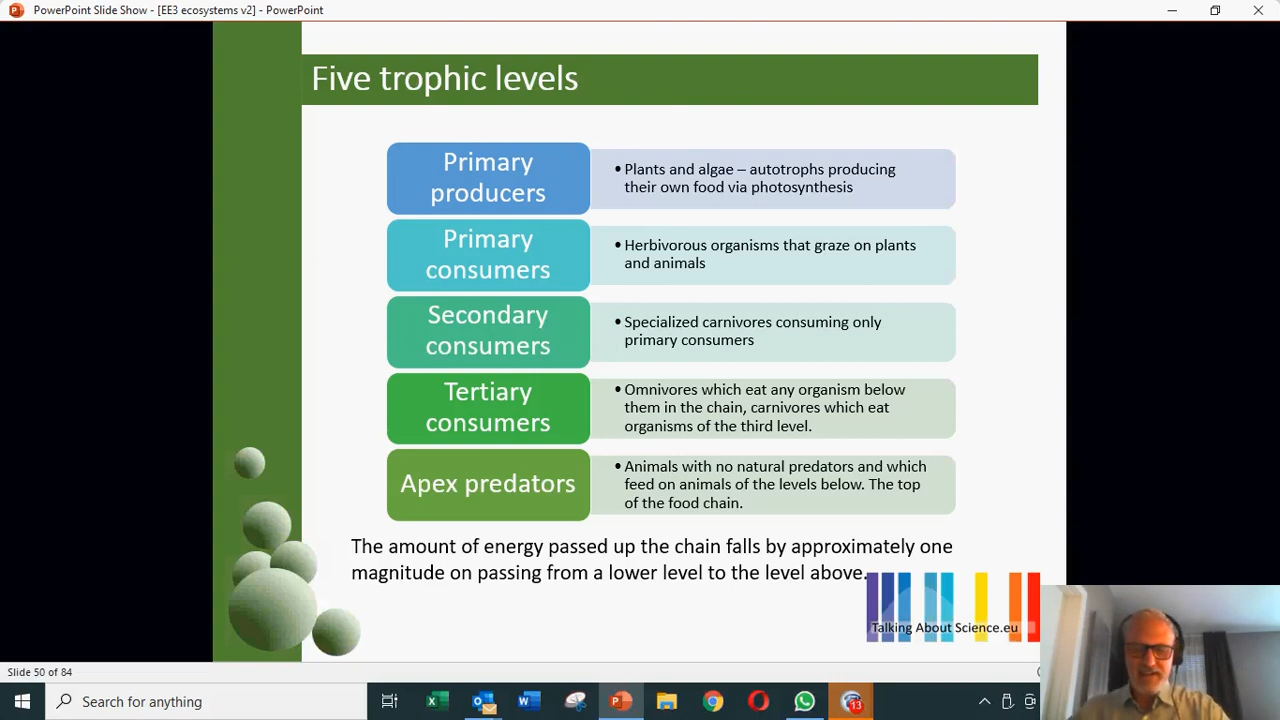 PowerPoint Slide Show - [EE3 ecosystems v2] - PowerPoint
Five trophic levels
Primary
producers
• Plants and algae – autotrophs producing
their own food via photosynthesis
Primary
consumers
• Herbivorous organisms that graze on plants
and animals
Secondary
consumers
• Specialized carnivores consuming only
primary consumers
Tertiary
consumers
• Omnivores which eat any organism below
them in the chain, carnivores which eat
organisms of the third level.
Apex predators
• Animals with no natural predators and which
feed on animals of the levels below. The top
of the food chain.
The amount of energy passed up the chain falls by approximately one
magnitude on passing from a lower level to the level above.
Talking About Science.eu
Slide 50 of 84
Search for anything
13